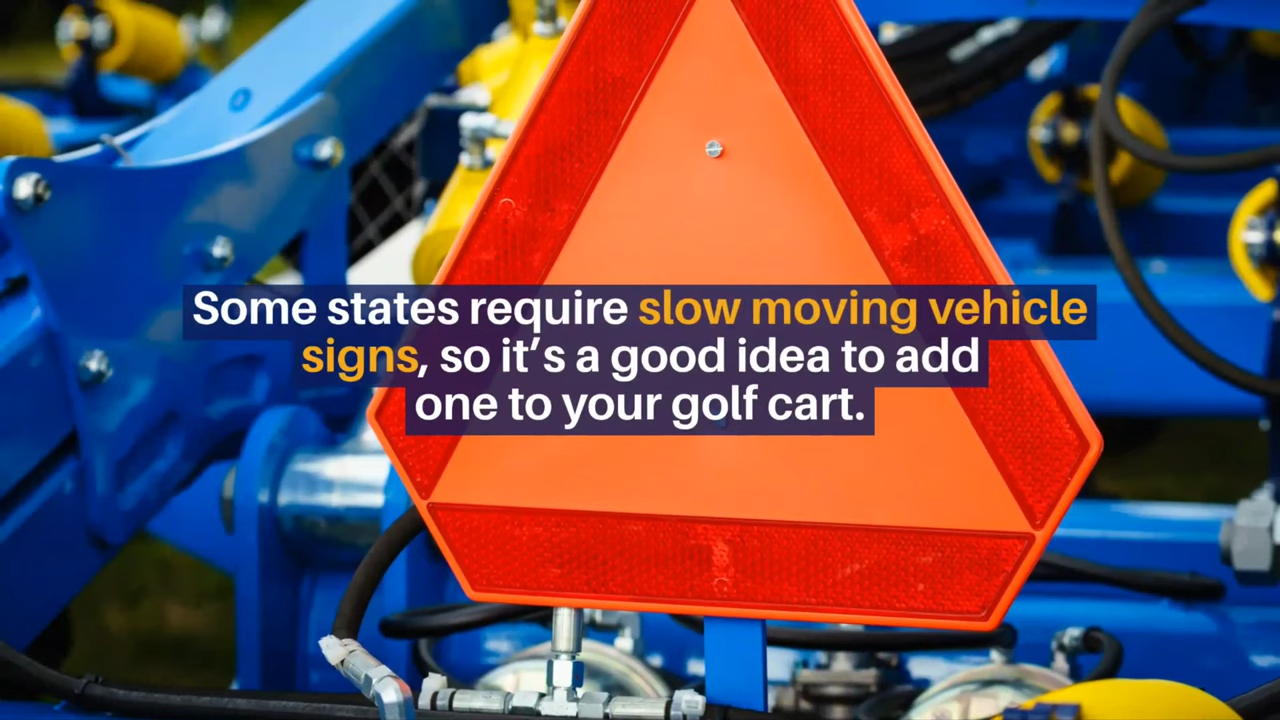 Some states require slow moving vehicle
signs, so it’s a good idea to add
one to your golf cart.